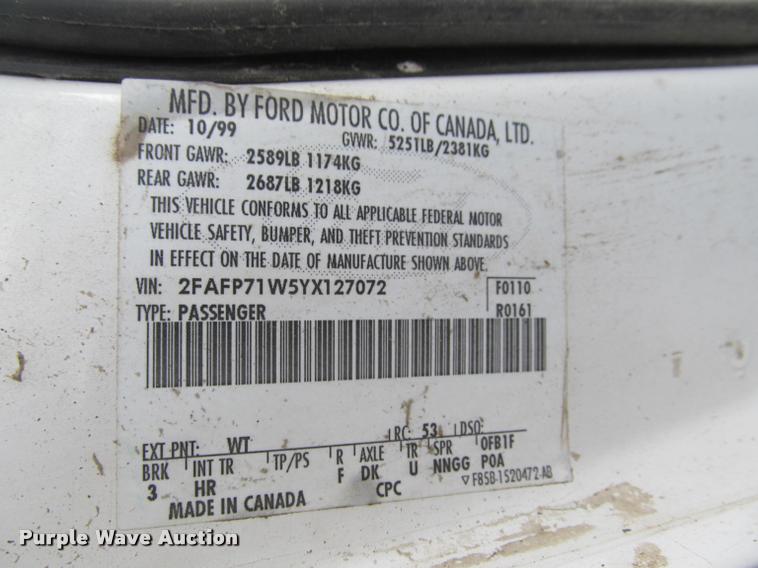 MFD. BY FORD MOTOR CO. OF CANADA, LTD.
DATE: 10/99 GVWR: 5251LB/2381KG
FRONT GAWR: 2589LB 1174KG
REAR GAWR: 2687LB 1218KG
THIS VEHICLE CONFORMS TO ALL APPLICABLE FEDERAL MOTOR
VEHICLE SAFETY, BUMPER, AND THEFT PREVENTION STANDARDS
IN EFFECT ON THE DATE OF MANUFACTURE SHOWN ABOVE.
VIN: 2FAFP71W5YX127072 F0110
TYPE: PASSENGER R0161
EXT PNT: WT RC: 53 DSO:
BRK INT TR TP/PS R AXLE TR SPR 0FB1F
3 HR F DK U NNGG P0A
MADE IN CANADA CPC ▽F85B-1520472-AB
Purple Wave Auction